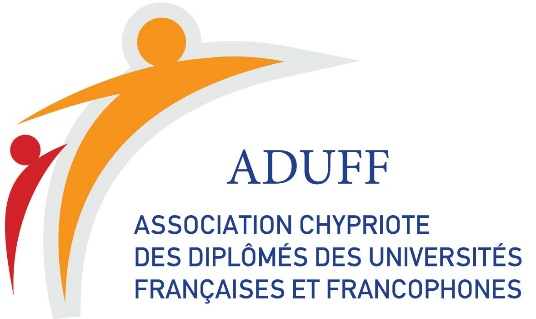 ADUFF
ASSOCIATION CHYPRIOTE
DES DIPLÔMÉS DES UNIVERSITÉS
FRANÇAISES ET FRANCOPHONES